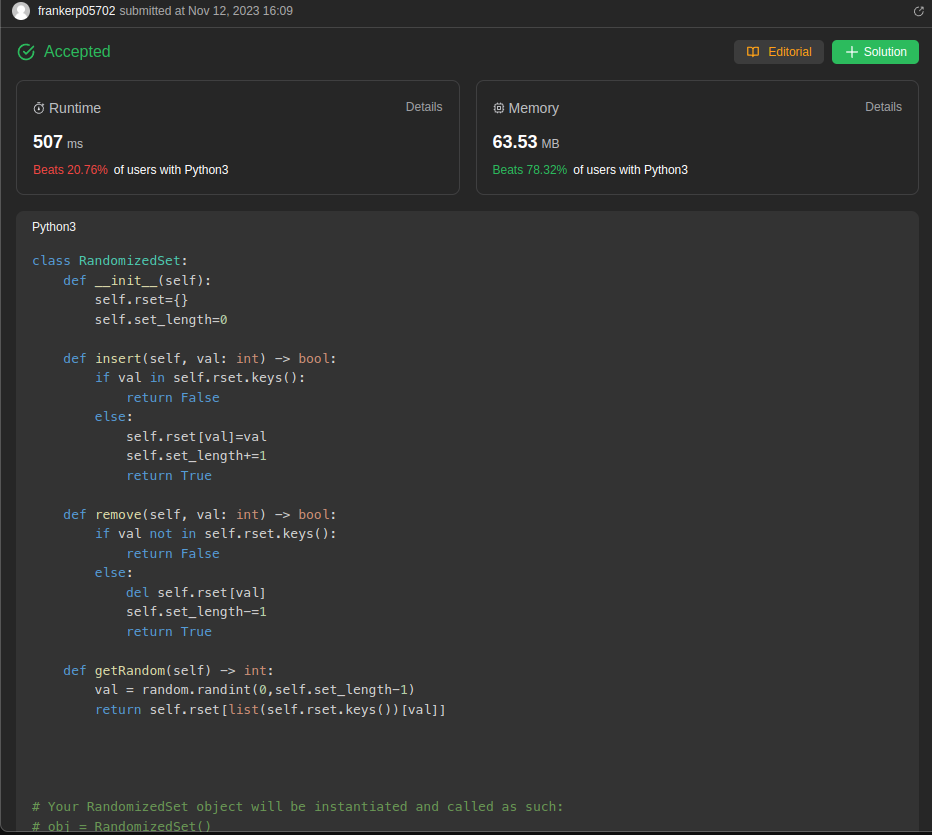 frankerp05702 submitted at Nov 12, 2023 16:09
Accepted
Editorial
Solution
Runtime
Details
507 ms
Beats 20.76% of users with Python3
Memory
Details
63.53 MB
Beats 78.32% of users with Python3
Python3
class RandomizedSet:
    def __init__(self):
        self.rset={}
        self.set_length=0

    def insert(self, val: int) -> bool:
        if val in self.rset.keys():
            return False
        else:
            self.rset[val]=val
            self.set_length+=1
            return True

    def remove(self, val: int) -> bool:
        if val not in self.rset.keys():
            return False
        else:
            del self.rset[val]
            self.set_length-=1
            return True

    def getRandom(self) -> int:
        val = random.randint(0,self.set_length-1)
        return self.rset[list(self.rset.keys())[val]]

# Your RandomizedSet object will be instantiated and called as such:
# obj = RandomizedSet()